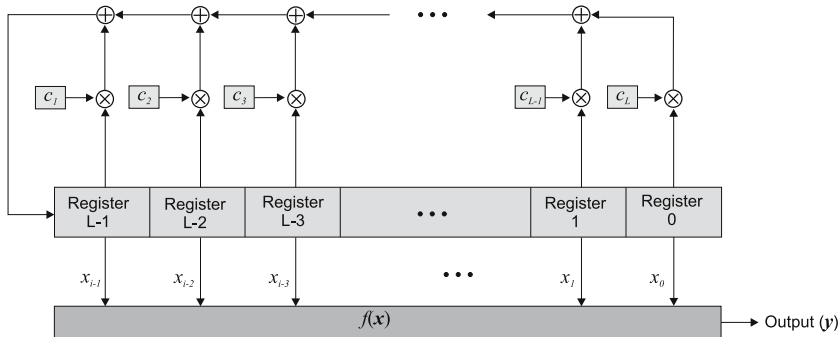 c1 c2 c3 cL-1 cL
Register L-1
Register L-2
Register L-3
• • •
Register 1
Register 0
xi-1 xi-2 xi-3 • • • x1 x0
f(x)
Output (y)